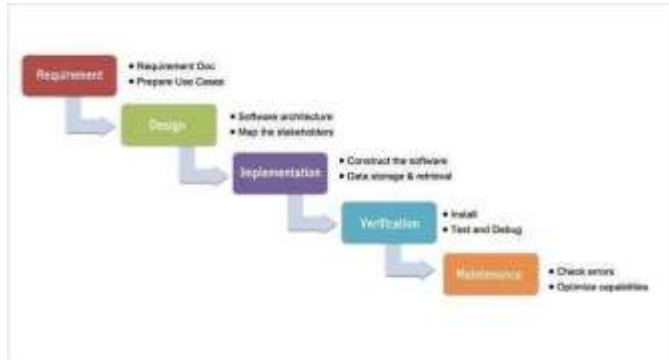 Requirement
• Requirement Doc
• Prepare Use Cases
Design
• Software architecture
• Map the stakeholders
Implementation
• Construct the software
• Data storage & retrival
Verification
• Install
• Test and Debug
Maintenance
• Check errors
• Optimize capabilities